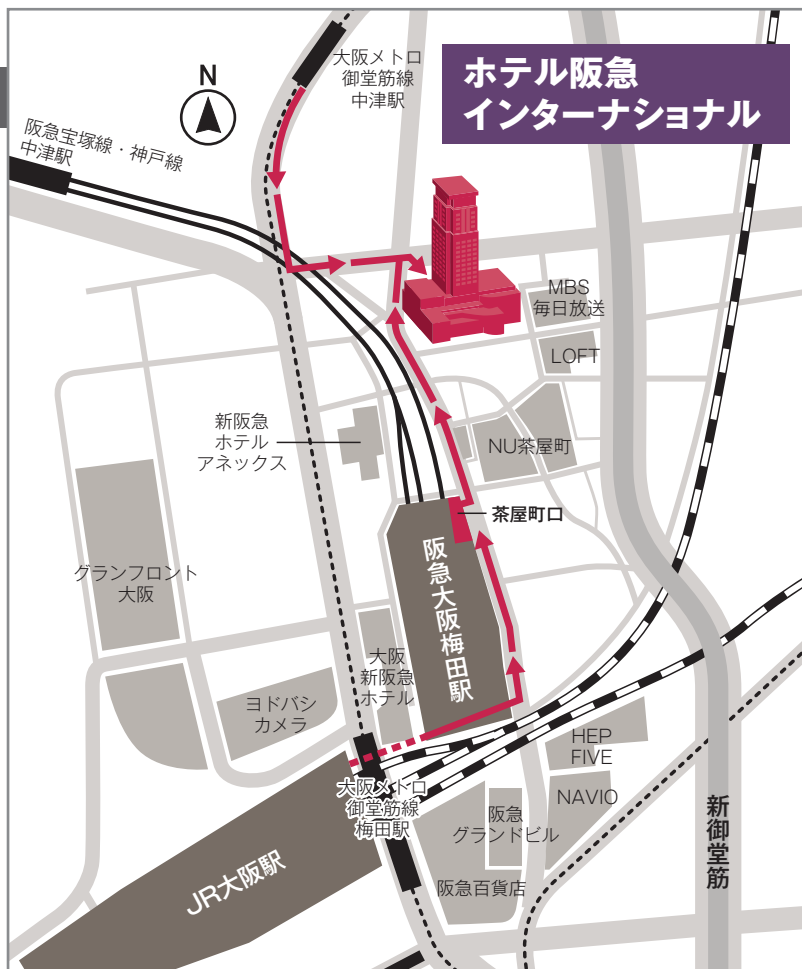 大阪メトロ
御堂筋線
中津駅
ホテル阪急
インターナショナル
N
阪急宝塚線・神戸線
中津駅
MBS
毎日放送
LOFT
新阪急
ホテル
アネックス
NU茶屋町
茶屋町口
グランフロント
大阪
阪急大阪梅田駅
大阪
新阪急
ホテル
ヨドバシ
カメラ
HEP
FIVE
大阪メトロ
御堂筋線
梅田駅
NAVIO
阪急
グランドビル
新御堂筋
JR大阪駅
阪急百貨店